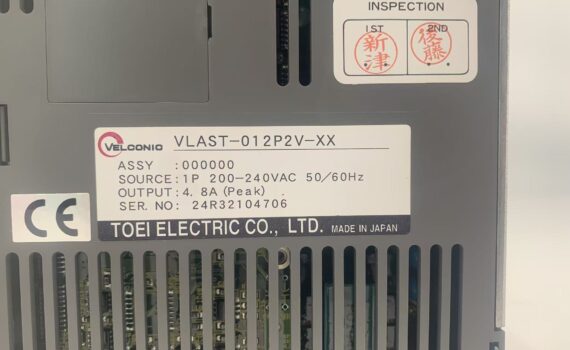 INSPECTION
1ST 2ND
新津 後藤
VELCONIC VLAST-012P2V-XX
ASSY :000000
SOURCE:1P 200-240VAC 50/60Hz
OUTPUT:4.8A(Peak)
SER. NO: 24R32104706
CE
TOEI ELECTRIC CO., LTD. MADE IN JAPAN